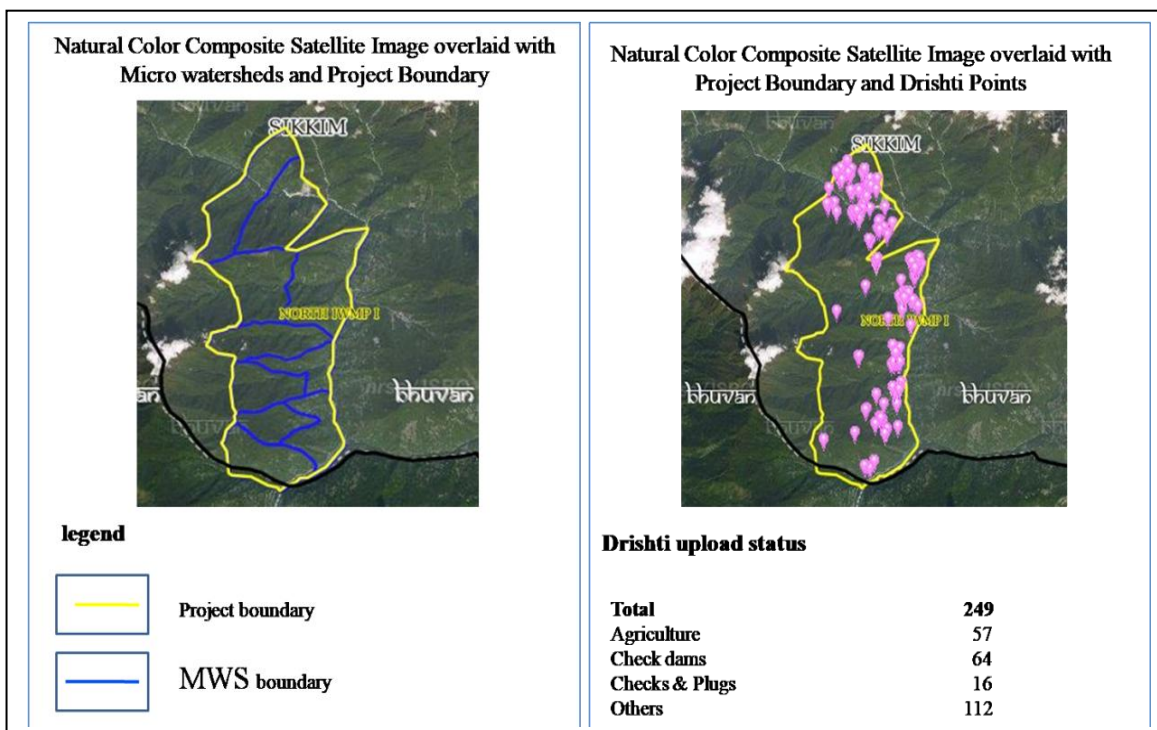 Natural Color Composite Satellite Image overlaid with
Micro watersheds and Project Boundary
bhuvan
SIKKIM
NORTH IWMP I
bhuvan
bhuvan
legend
Project boundary
MWS boundary
Natural Color Composite Satellite Image overlaid with
Project Boundary and Drishti Points
bhuvan
SIKKIM
NORTH IWMP I
bhuvan
bhuvan
Drishti upload status
Total 249
Agriculture 57
Check dams 64
Checks & Plugs 16
Others 112